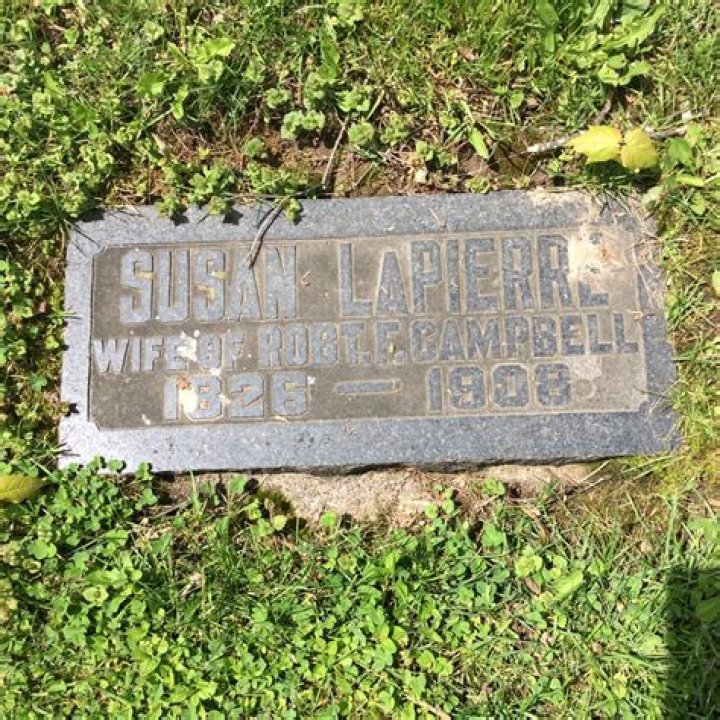 SUSAN LAPIERRE
WIFE OF ROBT. F. CAMPBELL
1826 — 1908